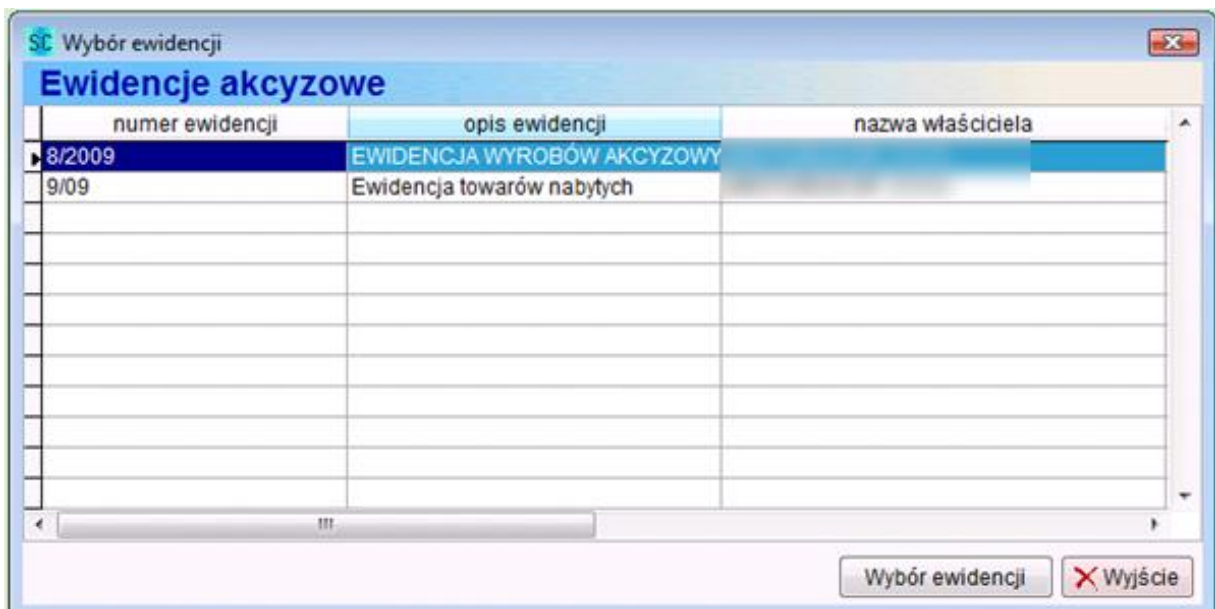 SC Wybór ewidencji
Ewidencje akcyzowe
numer ewidencji opis ewidencji nazwa właściciela
8/2009 EWIDENCJA WYROBÓW AKCYZOWY
9/09 Ewidencja towarów nabytych
Wybór ewidencji Wyjście